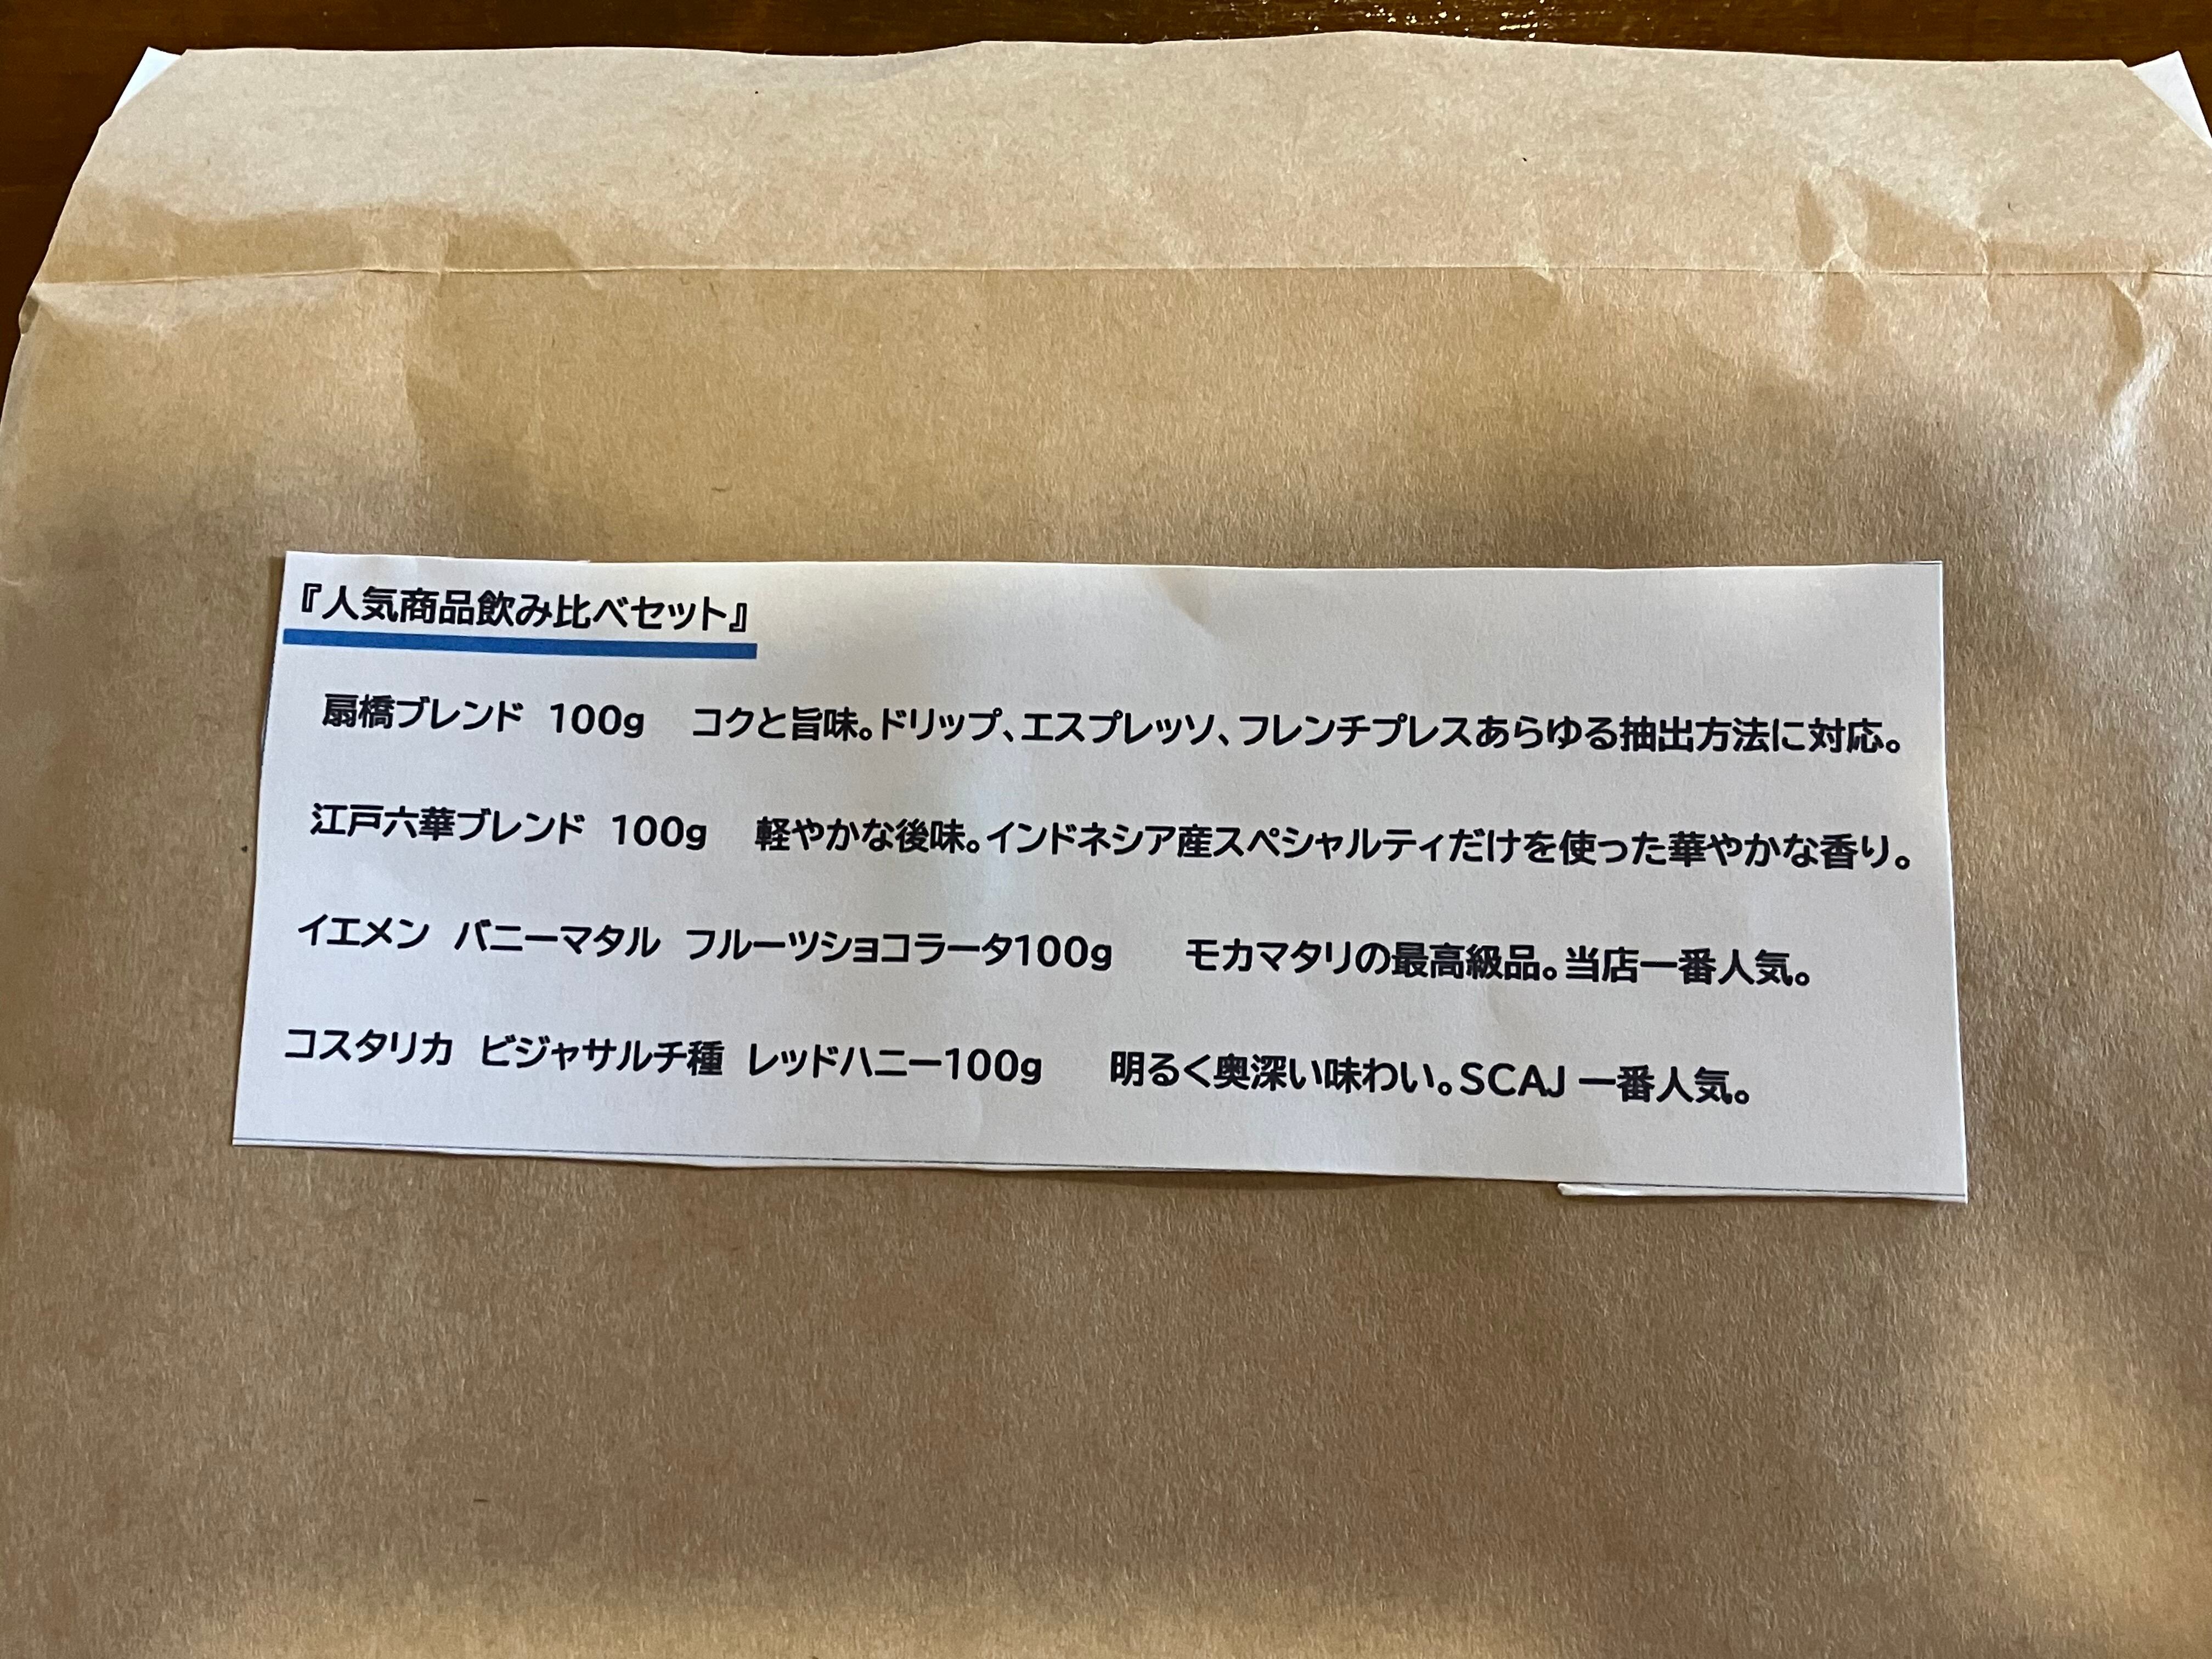 『人気商品飲み比べセット』
扇橋ブレンド 100g コクと旨味。ドリップ、エスプレッソ、フレンチプレスあらゆる抽出方法に対応。
江戸六華ブレンド 100g 軽やかな後味。インドネシア産スペシャルティだけを使った華やかな香り。
イエメン バニーマタル フルーツショコラータ100g モカマタリの最高級品。当店一番人気。
コスタリカ ビジャサルチ種 レッドハニー100g 明るく奥深い味わい。SCAJ 一番人気。